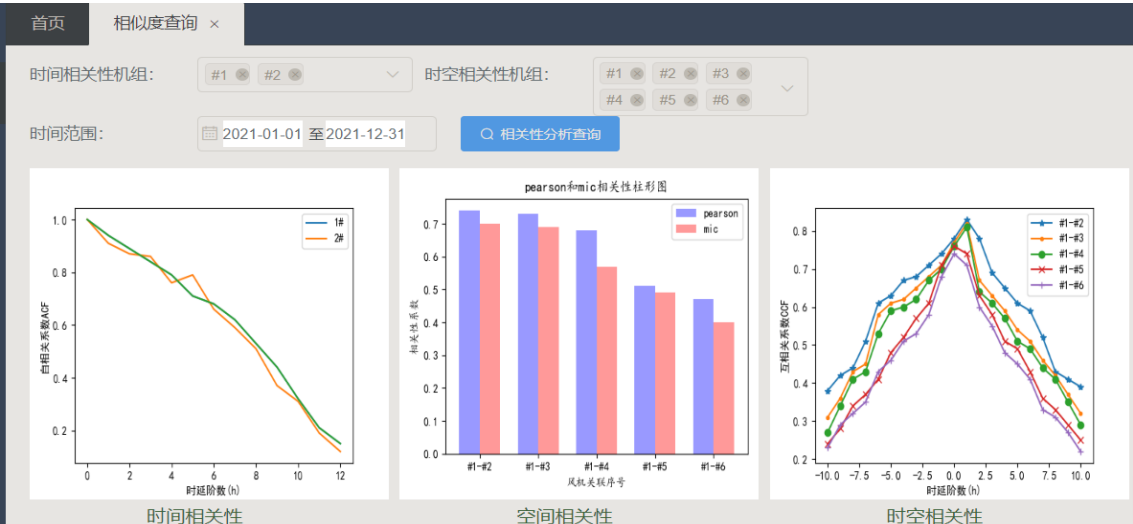 首页 相似度查询 ×
时间相关性机组: #1 #2 时空相关性机组: #1 #2 #3
#4 #5 #6
时间范围: 2021-01-01 至2021-12-31 相关性分析查询
1#
2#
1.0
0.8
0.6
0.4
0.2
自相关系数ACF
0 2 4 6 8 10 12
时延阶数(h)
时间相关性
pearson和mic相关性柱形图
pearson
mic
0.7
0.6
0.5
0.4
0.3
0.2
0.1
0.0
相关性系数
#1-#2 #1-#3 #1-#4 #1-#5 #1-#6
风机关联序号
空间相关性
#1-#2
#1-#3
#1-#4
#1-#5
#1-#6
0.8
0.7
0.6
0.5
0.4
0.3
0.2
互相关系数CCF
-10.0 -7.5 -5.0 -2.5 0.0 2.5 5.0 7.5 10.0
时延阶数(h)
时空相关性